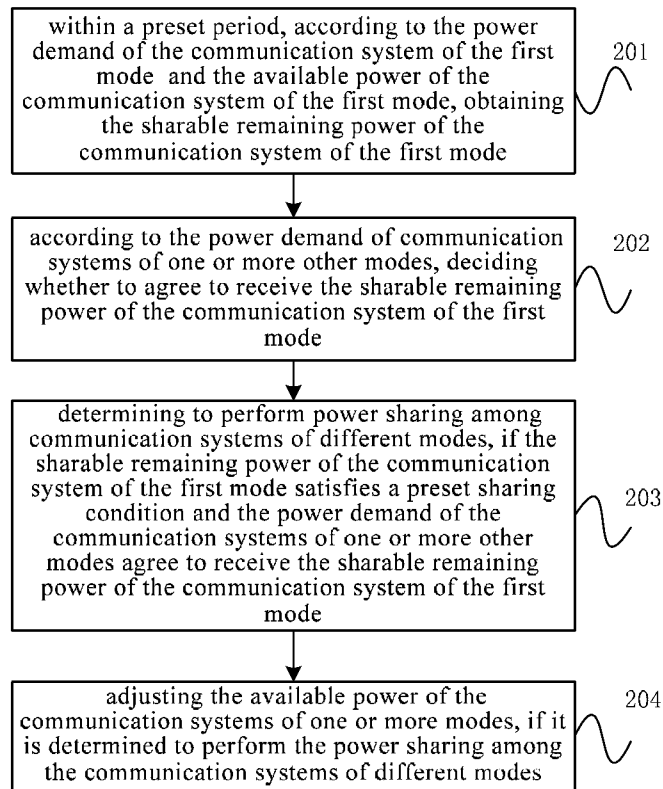 within a preset period, according to the power
demand of the communication system of the first
mode and the available power of the
communication system of the first mode, obtaining
the sharable remaining power of the
communication system of the first mode
201
according to the power demand of communication
systems of one or more other modes, deciding
whether to agree to receive the sharable remaining
power of the communication system of the first
mode
202
determining to perform power sharing among
communication systems of different modes, if the
sharable remaining power of the communication
system of the first mode satisfies a preset sharing
condition and the power demand of the
communication systems of one or more other
modes agree to receive the sharable remaining
power of the communication system of the first
mode
203
adjusting the available power of the
communication systems of one or more modes, if it
is determined to perform the power sharing among
the communication systems of different modes
204